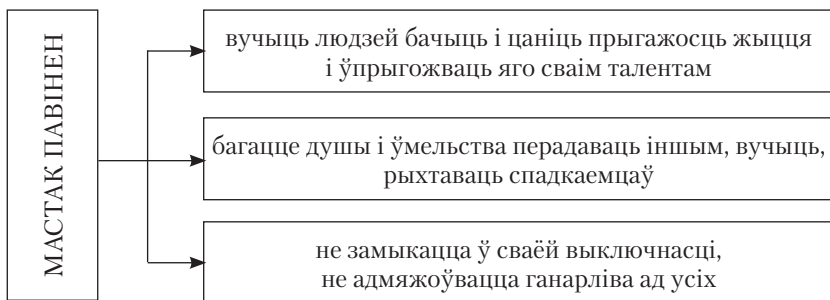 МАСТАК ПАВІНЕН
вучыць людзей бачыць і цаніць прыгажосць жыцця
і ўпрыгожваць яго сваім талентам
багацце душы і ўмельства перадаваць іншым, вучыць,
рыхтаваць спадкаемцаў
не замыкацца ў сваёй выключнасці,
не адмяжоўвацца ганарліва ад усіх